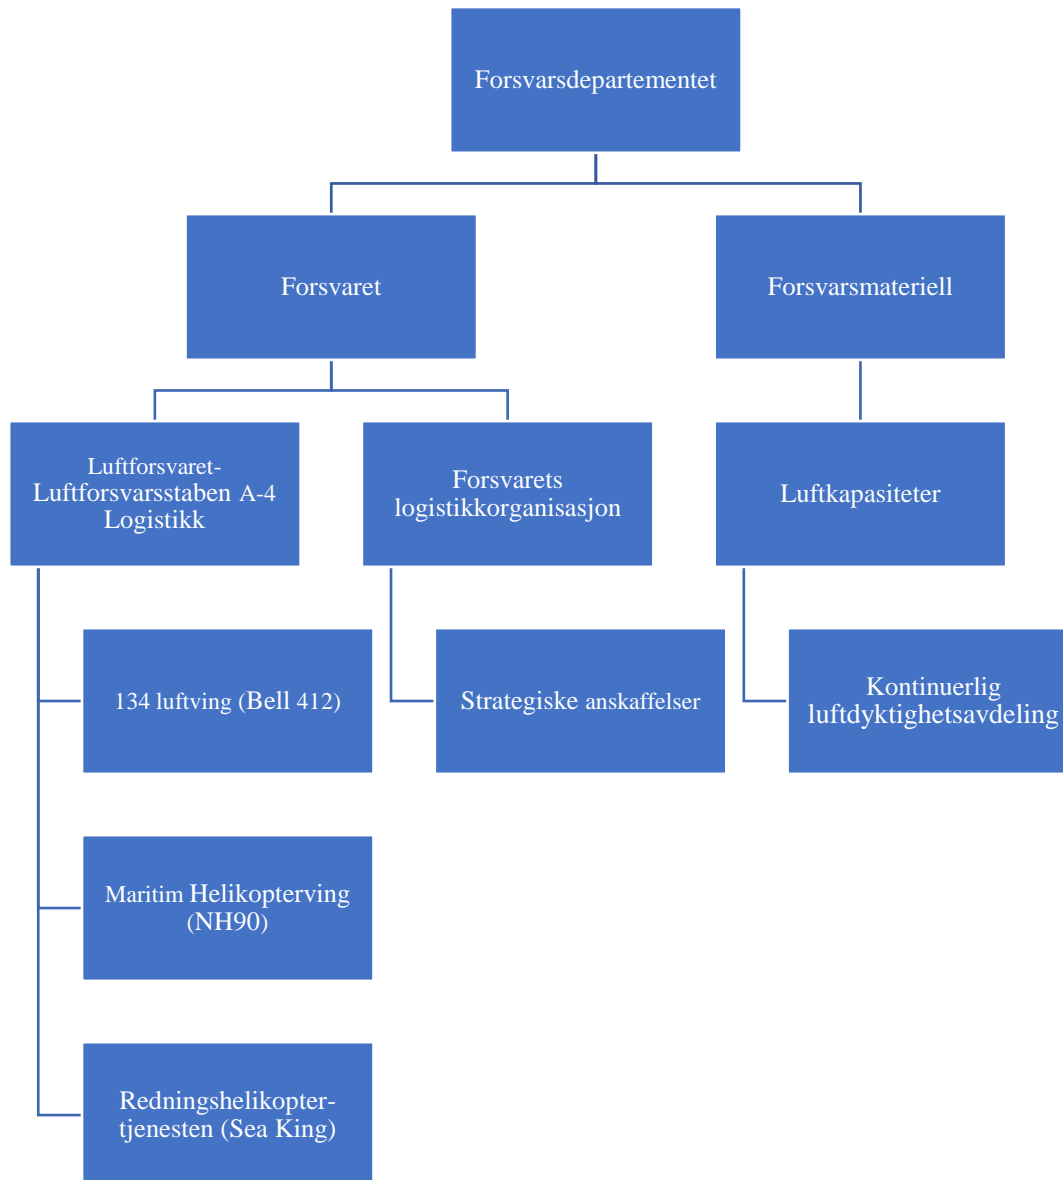 Forsvarsdepartementet
Forsvaret
Forsvarsmateriell
Luftforsvaret-
Luftforsvarsstaben A-4
Logistikk
Forsvarets
logistikkorganisasjon
Luftkapasiteter
134 luftving (Bell 412)
Strategiske anskaffelser
Kontinuerlig
luftdyktighetsavdeling
Maritim Helikopterving
(NH90)
Redningshelikopter-
tjenesten (Sea King)